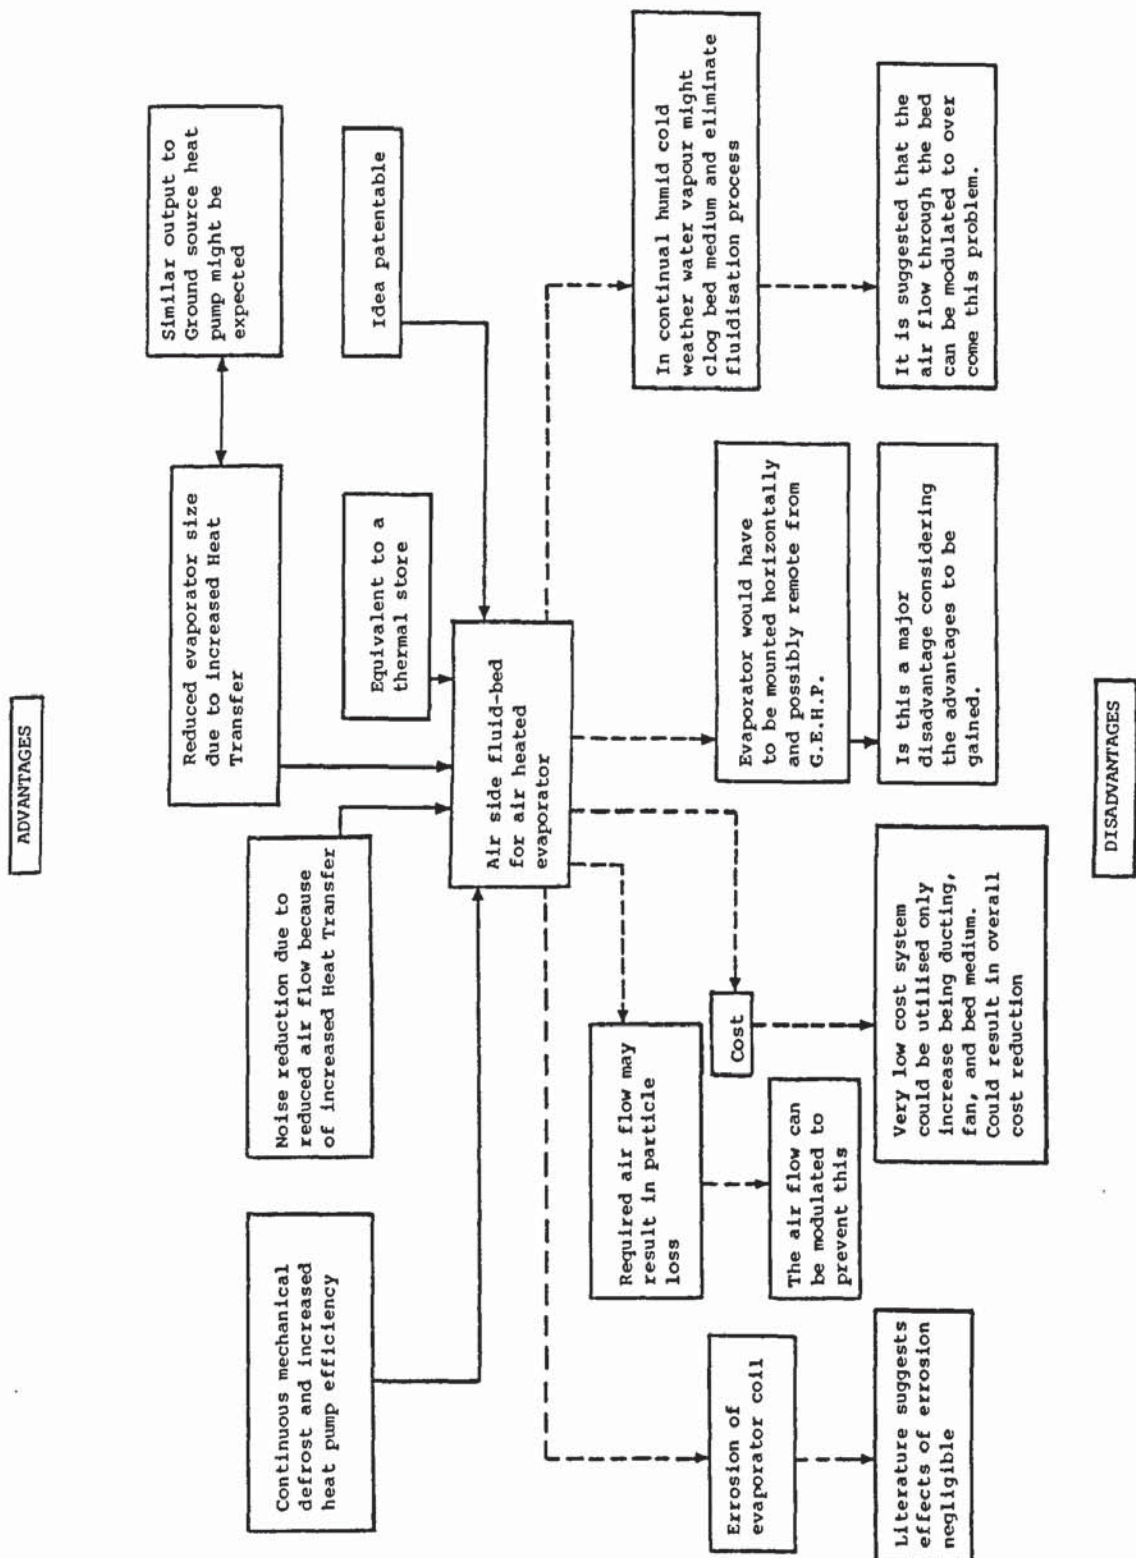 ADVANTAGES
Continuous mechanical
defrost and increased
heat pump efficiency
Noise reduction due to
reduced air flow because
of increased Heat Transfer
Reduced evaporator size
due to increased Heat
Transfer
Similar output to
Ground source heat
pump might be
expected
Equivalent to a
thermal store
Idea patentable
Air side fluid-bed
for air heated
evaporator
Errosion of
evaporator coil
Literature suggests
effects of errosion
negligible
Required air flow may
result in particle
loss
The air flow can
be modulated to
prevent this
Cost
Very low cost system
could be utilised only
increase being ducting,
fan, and bed medium.
Could result in overall
cost reduction
Evaporator would have
to be mounted horizontally
and possibly remote from
G.E.H.P.
Is this a major
disadvantage considering
the advantages to be
gained.
In continual humid cold
weather water vapour might
clog bed medium and eliminate
fluidisation process
It is suggested that the
air flow through the bed
can be modulated to over
come this problem.
DISADVANTAGES